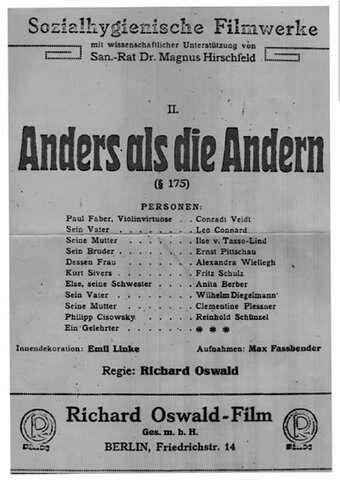 Sozialhygienische Filmwerke
mit wissenschaftlicher Unterstützung von
San.-Rat Dr. Magnus Hirschfeld
II.
Anders als die Andern
(§ 175)
PERSONEN:
Paul Faber, Violinvirtuose . . . Conradt Veidt
Sein Vater . . . . . . . . Leo Connard
Seine Mutter . . . . . . . Ilse v. Tasso-Lind
Sein Bruder . . . . . . . Ernst Pittschau
Dessen Frau . . . . . . . Alexandra Wiellegh
Kurt Sivers . . . . . . . Fritz Schulz
Else, seine Schwester . . . . Anita Berber
Sein Vater . . . . . . . . Wilhelm Diegelmann
Seine Mutter . . . . . . . Clementine Plessner
Philipp Cisowsky . . . . . . Reinhold Schünzel
Ein Gelehrter . . . . . . . * * *
Innendekoration: Emil Linke Aufnahmen: Max Fassbender
Regie: Richard Oswald
Richard Oswald-Film
Ges. m. b. H.
BERLIN, Friedrichstr. 14